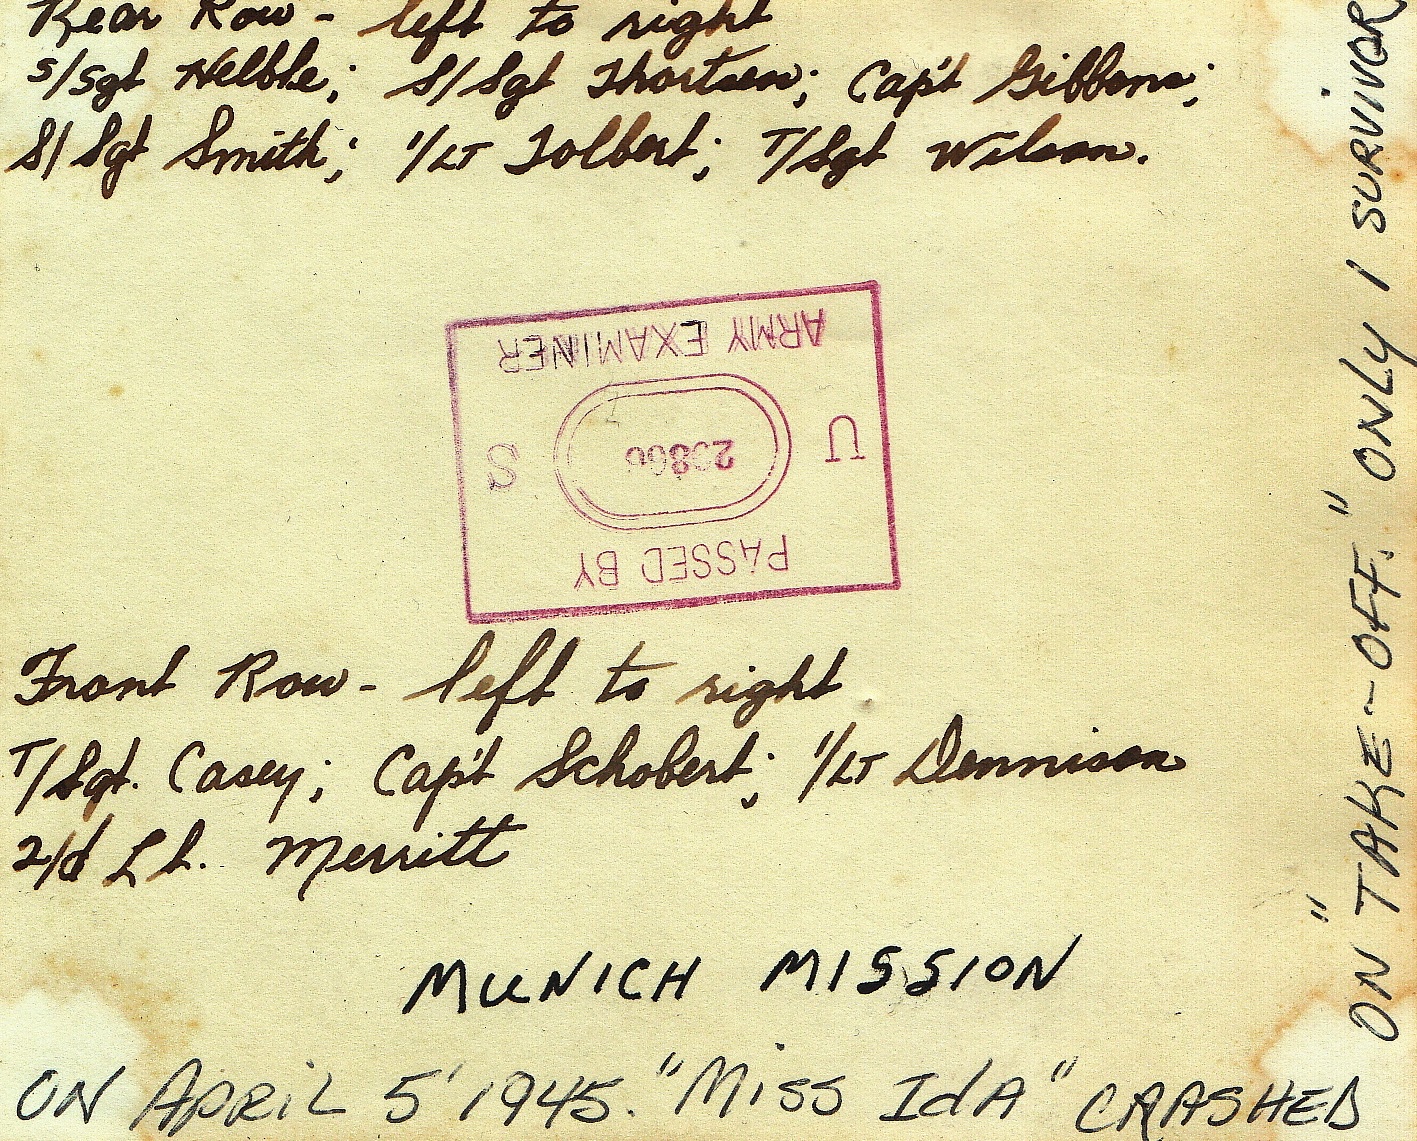 Rear Row - left to right
S/Sgt Helble; S/Sgt Thortsen; Cap't Gibbons;
S/Sgt Smith; 1/LT Tolbert; T/Sgt Wilson.
ARMY EXAMINER
U S
PASSED BY
Front Row - left to right
T/Sgt. Casey; Cap't Schobert; 1/LT Dennison
2/d Lt. Merritt
MUNICH MISSION
ON APRIL 5' 1945. "MISS IdA" CRASHED
ON "TAKE-OFF." ONLY 1 SURVIVOR